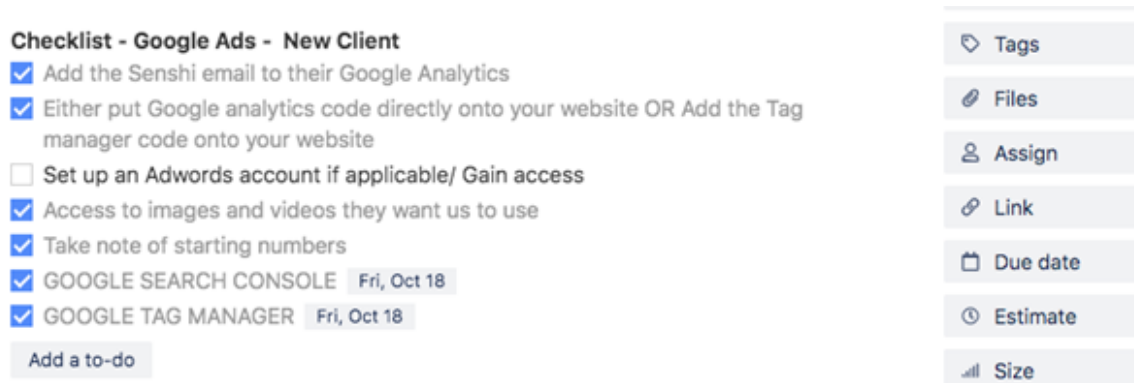 Checklist - Google Ads - New Client
Add the Senshi email to their Google Analytics
Either put Google analytics code directly onto your website OR Add the Tag
manager code onto your website
Set up an Adwords account if applicable/ Gain access
Access to images and videos they want us to use
Take note of starting numbers
GOOGLE SEARCH CONSOLE Fri, Oct 18
GOOGLE TAG MANAGER Fri, Oct 18
Add a to-do
Tags
Files
Assign
Link
Due date
Estimate
Size